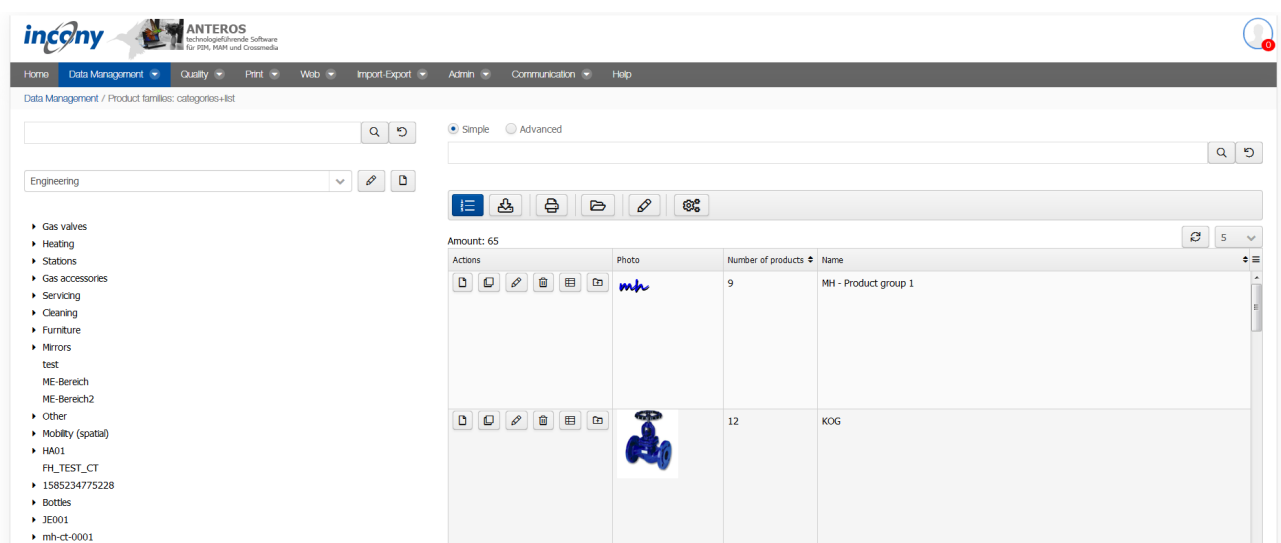 incony
ANTEROS
technologieführende Software
für PIM, MAM und Crossmedia
0
Home Data Management Quality Print Web Import-Export Admin Communication Help
Data Management / Product families: categories+list
Simple Advanced
Engineering
Gas valves
Heating
Stations
Gas accessories
Servicing
Cleaning
Furniture
Mirrors
test
ME-Bereich
ME-Bereich2
Other
Mobility (spatial)
HA01
FH_TEST_CT
1585234775228
Bottles
JE001
mh-ct-0001
Amount: 65
5
Actions Photo Number of products Name
mh 9 MH - Product group 1
12 KOG